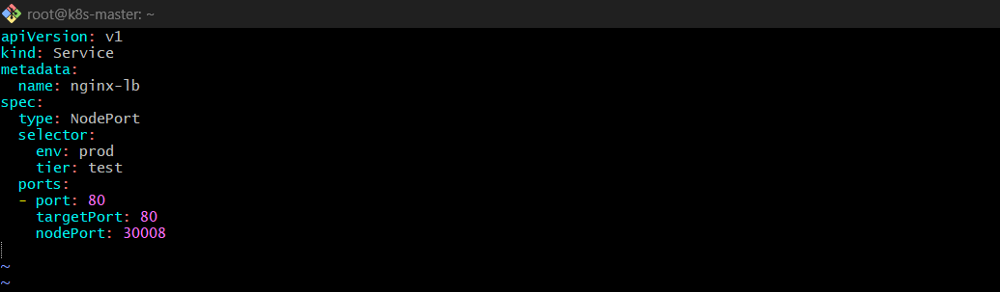 root@k8s-master: ~
apiVersion: v1
kind: Service
metadata:
  name: nginx-lb
spec:
  type: NodePort
  selector:
    env: prod
    tier: test
  ports:
  - port: 80
    targetPort: 80
    nodePort: 30008
~
~